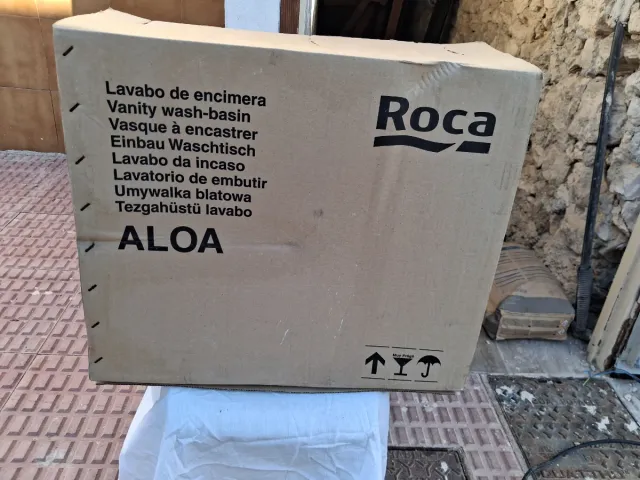 Lavabo de encimera
Vanity wash-basin
Vasque à encastrer
Einbau Waschtisch
Lavabo da incaso
Lavatorio de embutir
Umywalka blatowa
Tezgahüstü lavabo
ALOA
Roca